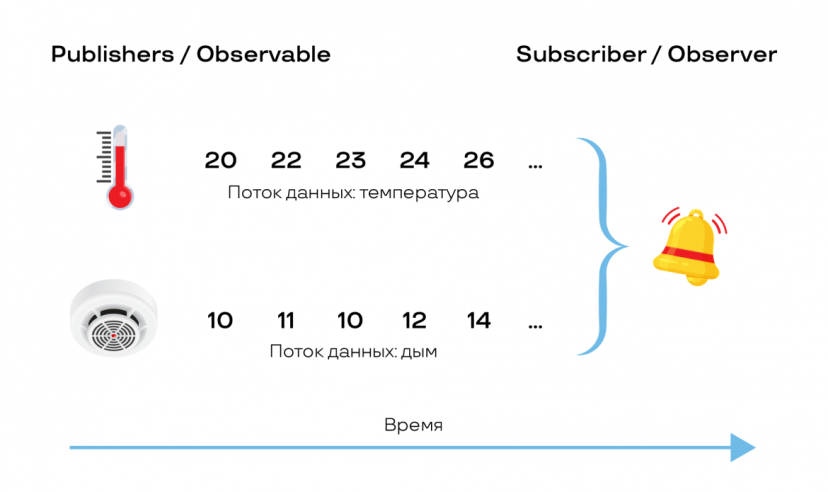 Publishers / Observable
Subscriber / Observer
20 22 23 24 26 ...
Поток данных: температура
10 11 10 12 14 ...
Поток данных: дым
Время